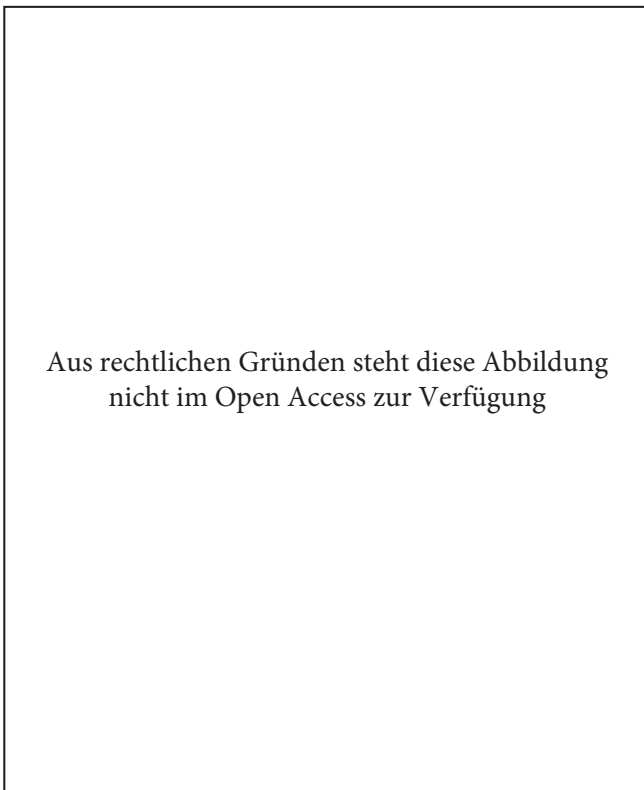 Aus rechtlichen Gründen steht diese Abbildung
nicht im Open Access zur Verfügung